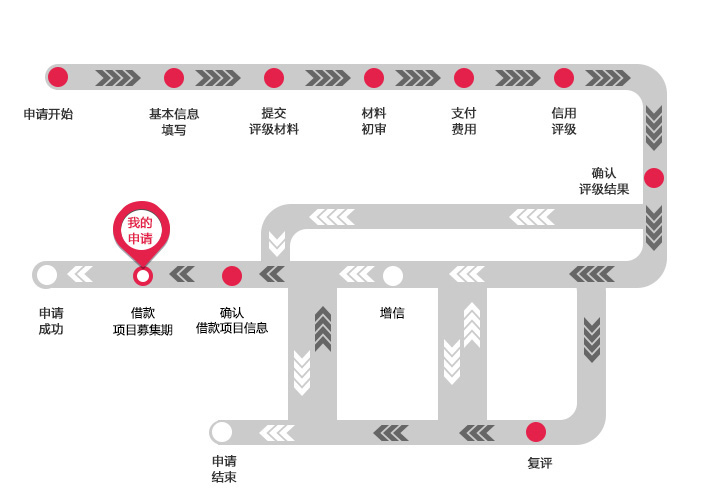 申请开始
基本信息
填写
提交
评级材料
材料
初审
支付
费用
信用
评级
确认
评级结果
我的
申请
申请
成功
借款
项目募集期
确认
借款项目信息
增信
申请
结束
复评